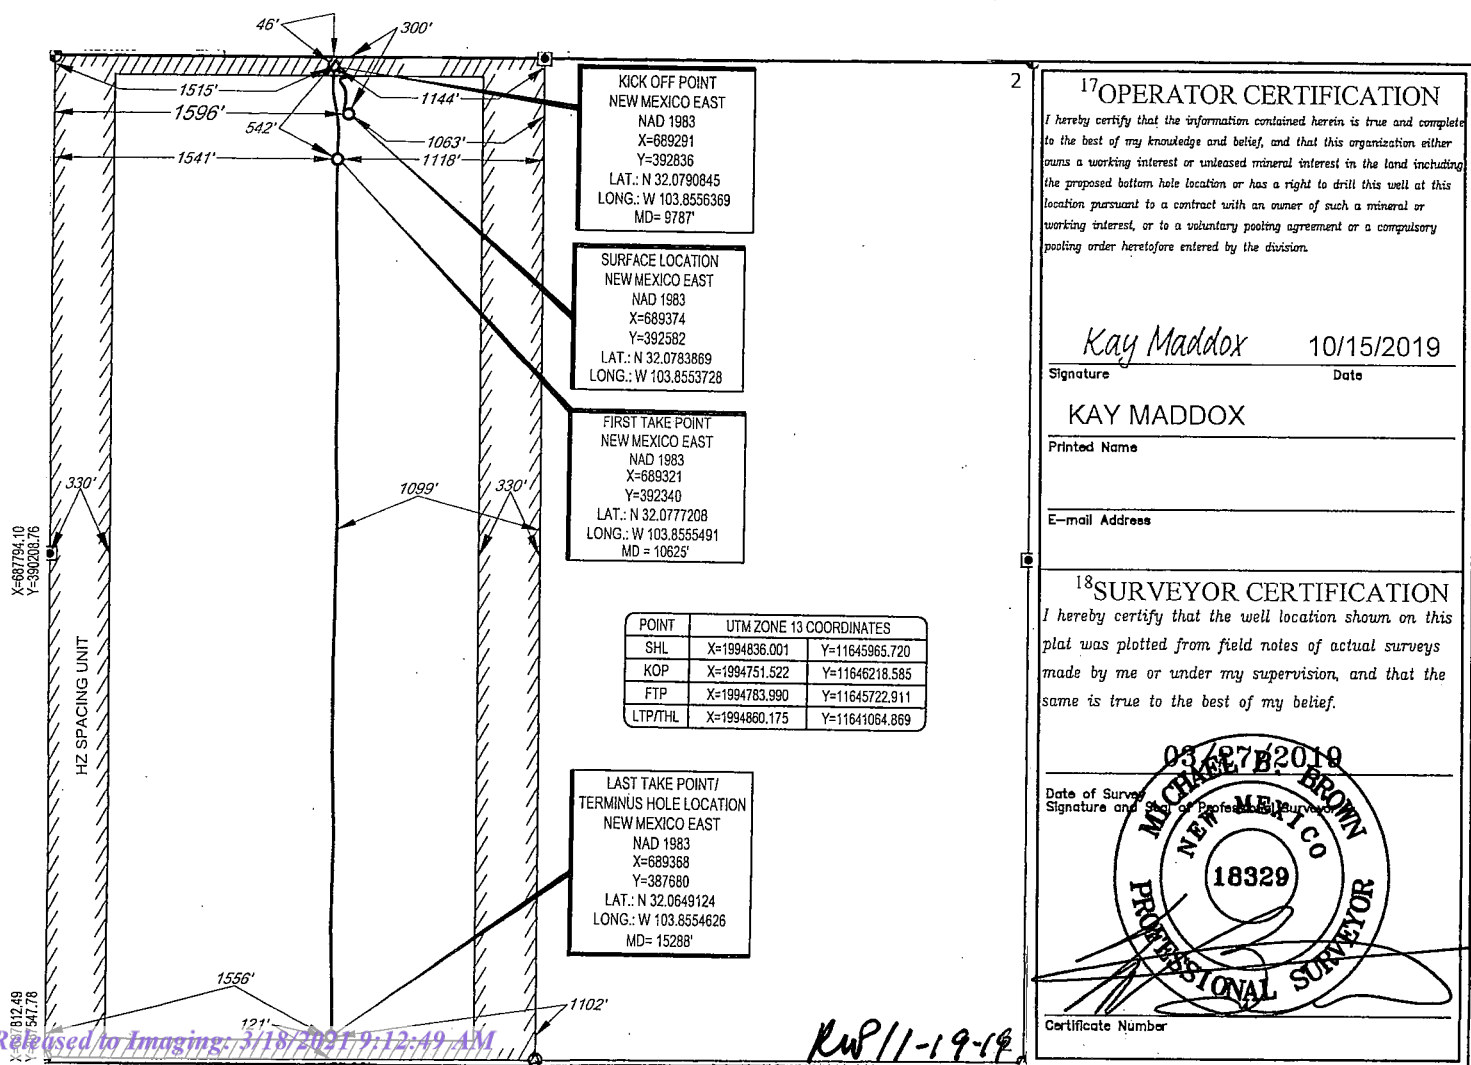 46'
300'
1515'
1144'
1596'
542'
1063'
1541'
1118'
KICK OFF POINT
NEW MEXICO EAST
NAD 1983
X=689291
Y=392836
LAT.: N 32.0790845
LONG.: W 103.8556369
MD= 9787'
SURFACE LOCATION
NEW MEXICO EAST
NAD 1983
X=689374
Y=392582
LAT.: N 32.0783869
LONG.: W 103.8553728
FIRST TAKE POINT
NEW MEXICO EAST
NAD 1983
X=689321
Y=392340
LAT.: N 32.0777208
LONG.: W 103.8555491
MD = 10625'
330'
1099'
330'
X=687794.10
Y=390208.76
HZ SPACING UNIT
POINT UTM ZONE 13 COORDINATES
SHL X=1994836.001 Y=11645965.720
KOP X=1994751.522 Y=11646218.585
FTP X=1994783.990 Y=11645722.911
LTP/THL X=1994860.175 Y=11641064.869
LAST TAKE POINT/
TERMINUS HOLE LOCATION
NEW MEXICO EAST
NAD 1983
X=689368
Y=387680
LAT.: N 32.0649124
LONG.: W 103.8554626
MD= 15288'
1556'
121'
1102'
Released to Imaging: 3/18/2021 9:12:49 AM
2
17 OPERATOR CERTIFICATION
I hereby certify that the information contained herein is true and complete
to the best of my knowledge and belief, and that this organization either
owns a working interest or unleased mineral interest in the land including
the proposed bottom hole location or has a right to drill this well at this
location pursuant to a contract with an owner of such a mineral or
working interest, or to a voluntary pooling agreement or a compulsory
pooling order heretofore entered by the division.
Kay Maddox 10/15/2019
Signature Date
KAY MADDOX
Printed Name
E-mail Address
18 SURVEYOR CERTIFICATION
I hereby certify that the well location shown on this
plat was plotted from field notes of actual surveys
made by me or under my supervision, and that the
same is true to the best of my belief.
03/27/2019
Date of Survey
Signature and Seal of Professional Surveyor:
MICHAEL B. BROWN
NEW MEXICO
18329
PROFESSIONAL SURVEYOR
Certificate Number